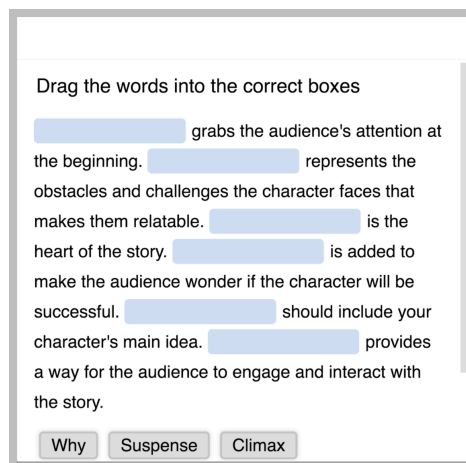 Drag the words into the correct boxes
grabs the audience's attention at
the beginning. represents the
obstacles and challenges the character faces that
makes them relatable. is the
heart of the story. is added to
make the audience wonder if the character will be
successful. should include your
character's main idea. provides
a way for the audience to engage and interact with
the story.
Why Suspense Climax